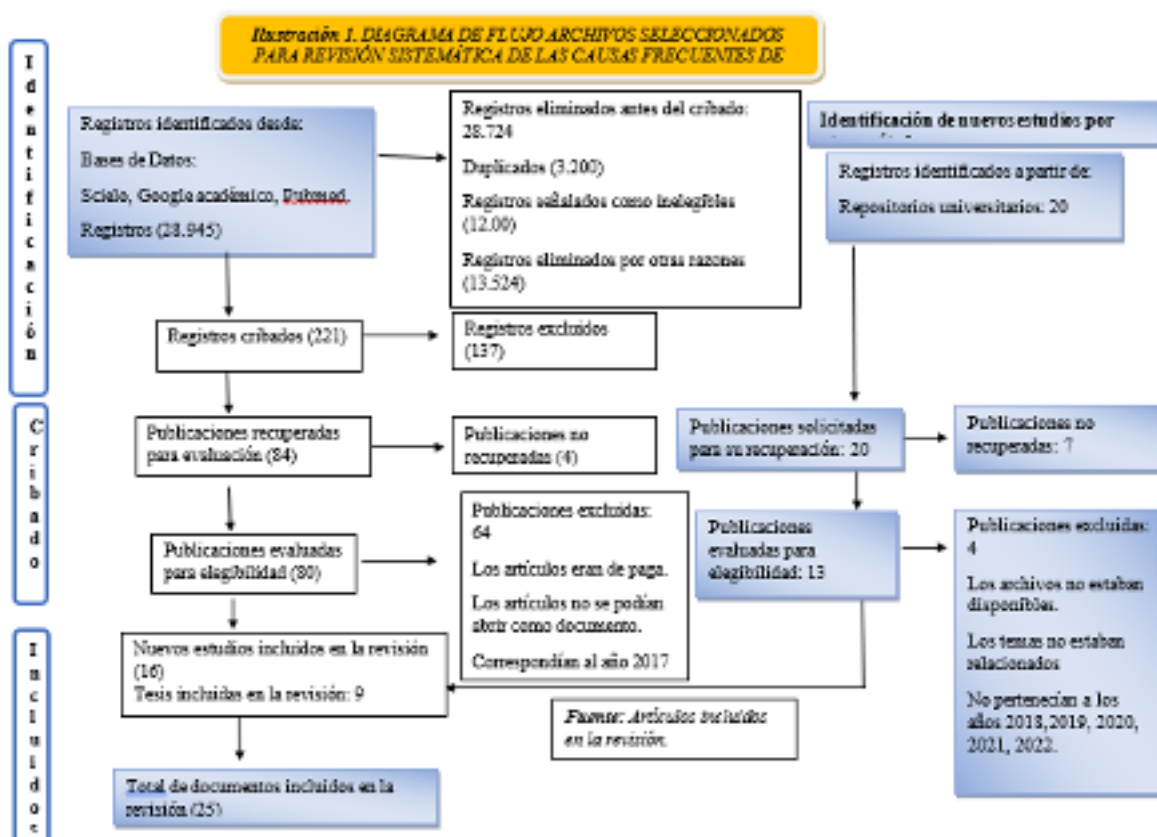 Ilustración 1. DIAGRAMA DE FLUJO ARCHIVOS SELECCIONADOS
PARA REVISIÓN SISTEMÁTICA DE LAS CAUSAS FRECUENTES DE
Identificación
Registros identificados desde:
Bases de Datos:
Scielo, Google académico, Pubmed.
Registros (28.945)
Registros eliminados antes del cribado:
28.724
Duplicados (3.200)
Registros señalados como inelegibles
(12.00)
Registros eliminados por otras razones
(13.524)
Identificación de nuevos estudios por
Registros identificados a partir de:
Repositorios universitarios: 20
Registros cribados (221)
Registros excluidos
(137)
Cribado
Publicaciones recuperadas
para evaluación (84)
Publicaciones no
recuperadas (4)
Publicaciones solicitadas
para su recuperación: 20
Publicaciones no
recuperadas: 7
Publicaciones evaluadas
para elegibilidad (80)
Publicaciones excluidas:
64
Los artículos eran de paga.
Los artículos no se podían
abrir como documento.
Correspondían al año 2017
Publicaciones
evaluadas para
elegibilidad: 13
Publicaciones excluidas:
4
Los archivos no estaban
disponibles.
Los temas no estaban
relacionados
No pertenecían a los
años 2018,2019, 2020,
2021, 2022.
Incluidos
Nuevos estudios incluidos en la revisión
(16)
Tesis incluidas en la revisión: 9
Fuente: Artículos incluidos
en la revisión.
Total de documentos incluidos en la
revisión (25)